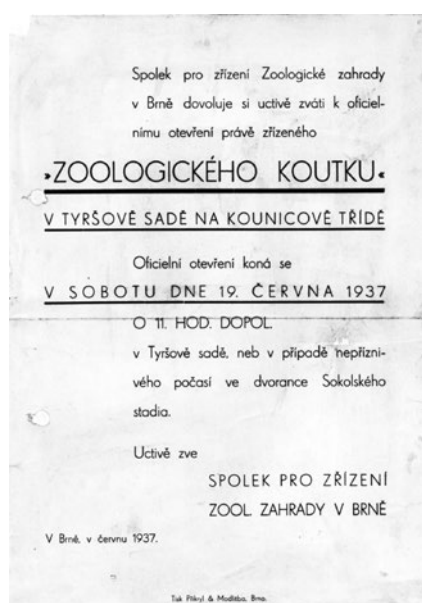 Spolek pro zřízení Zoologické zahrady
v Brně dovoluje si uctivě zváti k oficiel-
nímu otevření právě zřízeného
»ZOOLOGICKÉHO KOUTKU«
V TYRŠOVĚ SADĚ NA KOUNICOVĚ TŘÍDĚ
Oficielní otevření koná se
V SOBOTU DNE 19. ČERVNA 1937
O 11. HOD. DOPOL.
v Tyršově sadě, neb v případě nepřízni-
vého počasí ve dvorance Sokolského
stadia.
Uctivě zve
SPOLEK PRO ZŘÍZENÍ
ZOOL. ZAHRADY V BRNĚ
V Brně, v červnu 1937.
Tisk Přikryl & Modlitba, Brno.